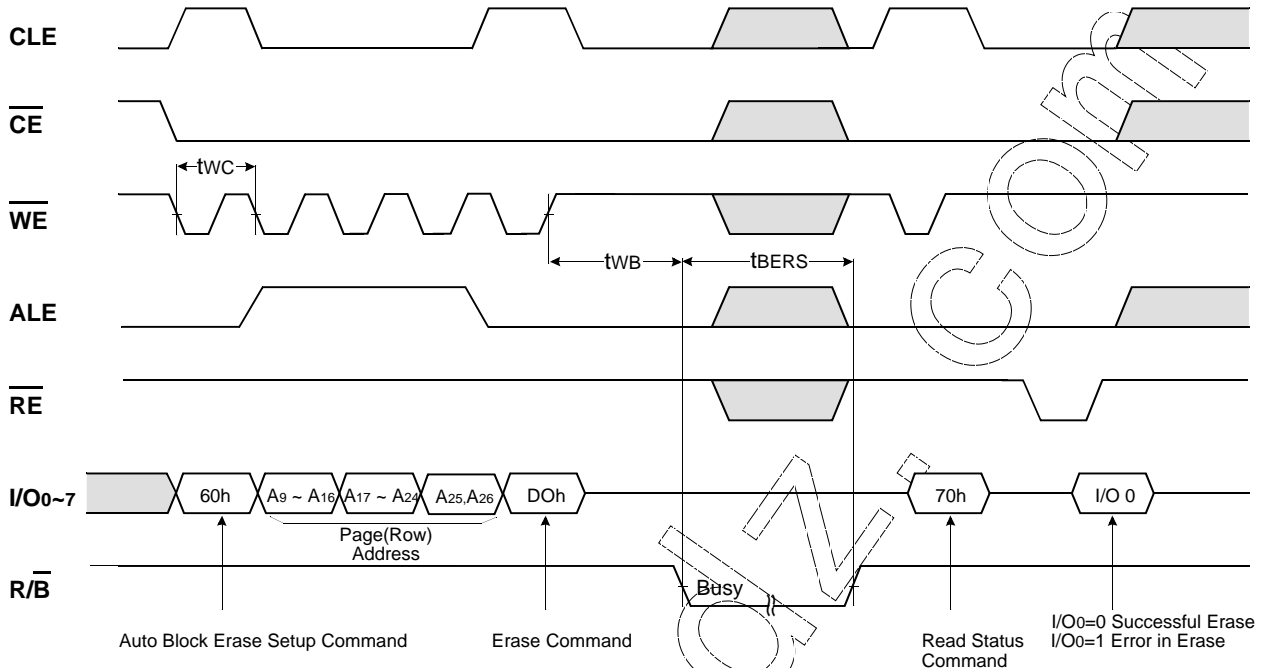 CLE
CE
tWC
WE
tWB
tBERS
ALE
RE
I/O0~7
60h
A9 ~ A16
A17 ~ A24
A25,A26
DOh
70h
I/O 0
Page(Row)
Address
R/B
Busy
Auto Block Erase Setup Command
Erase Command
Read Status
Command
I/O0=0 Successful Erase
I/O0=1 Error in Erase
.com